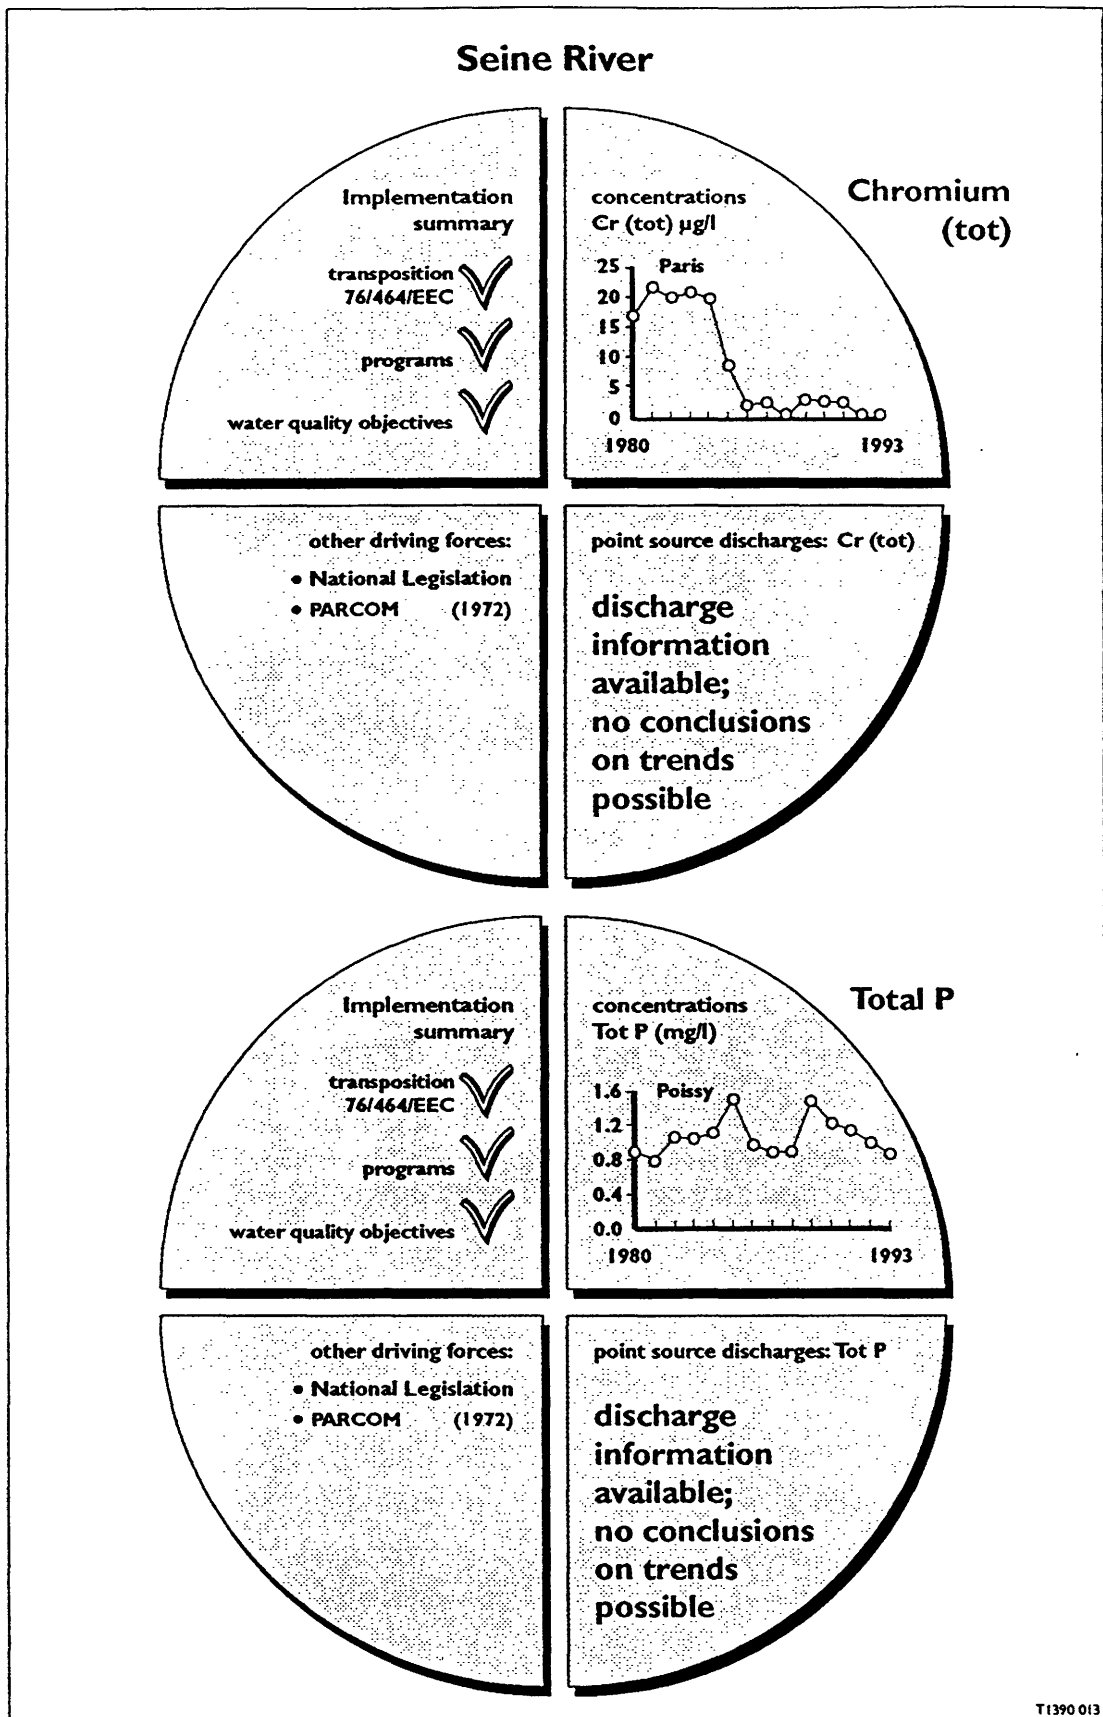 Seine River
Implementation
summary
transposition
76/464/EEC
programs
water quality objectives
concentrations
Cr (tot) µg/l
Paris
25
20
15
10
5
0
1980
1993
Chromium
(tot)
other driving forces:
• National Legislation
• PARCOM (1972)
point source discharges: Cr (tot)
discharge
information
available;
no conclusions
on trends
possible
Implementation
summary
transposition
76/464/EEC
programs
water quality objectives
concentrations
Tot P (mg/l)
Poissy
1.6
1.2
0.8
0.4
0.0
1980
1993
Total P
other driving forces:
• National Legislation
• PARCOM (1972)
point source discharges: Tot P
discharge
information
available;
no conclusions
on trends
possible
T1390 013